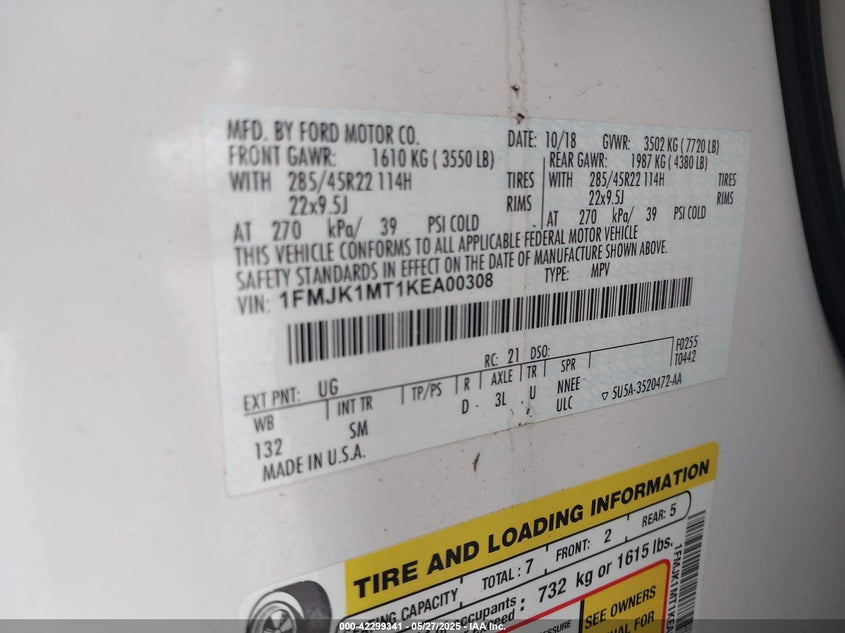 MFD. BY FORD MOTOR CO.
DATE: 10/18 GVWR: 3502 KG ( 7720 LB)
FRONT GAWR: 1610 KG ( 3550 LB) REAR GAWR: 1987 KG ( 4380 LB)
WITH 285/45R22 114H TIRES WITH 285/45R22 114H TIRES
22x9.5J RIMS 22x9.5J RIMS
AT 270 kPa/ 39 PSI COLD AT 270 kPa/ 39 PSI COLD
THIS VEHICLE CONFORMS TO ALL APPLICABLE FEDERAL MOTOR VEHICLE
SAFETY STANDARDS IN EFFECT ON THE DATE OF MANUFACTURE SHOWN ABOVE.
VIN: 1FMJK1MT1KEA00308 TYPE: MPV
F0255
T0442
EXT PNT: UG RC: 21 DSO:
WB INT TR TP/PS R AXLE TR SPR
132 SM D 3L U NNEE
ULC ▽ 5U5A-3520472-AA
MADE IN U.S.A.
TIRE AND LOADING INFORMATION
CAPACITY TOTAL: 7 FRONT: 2 REAR: 5
732 kg or 1615 lbs.
SEE OWNERS
FOR
000-42299341 - 05/27/2025 - IAA Inc.